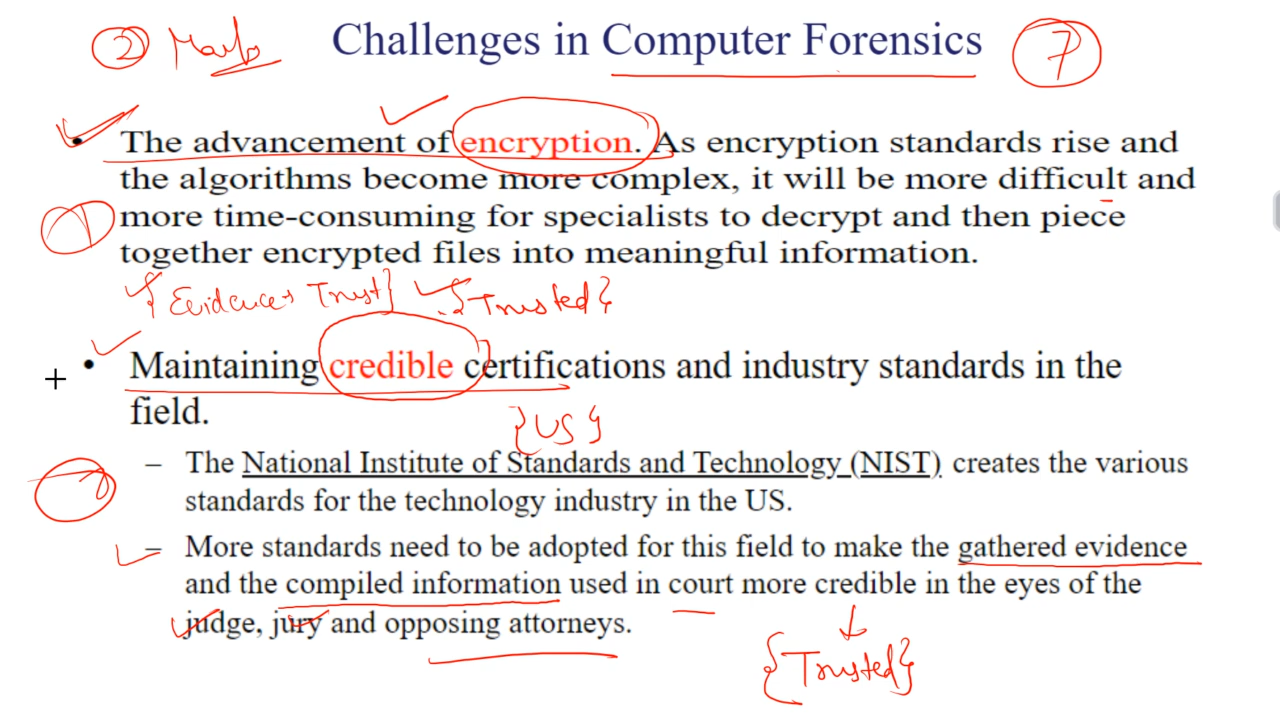 ② Marks Challenges in Computer Forensics ⑦
• The advancement of encryption. As encryption standards rise and
the algorithms become more complex, it will be more difficult and
① more time-consuming for specialists to decrypt and then piece
together encrypted files into meaningful information.
{Evidences Trust} {Trusted}
• Maintaining credible certifications and industry standards in the
field.
{US}
– The National Institute of Standards and Technology (NIST) creates the various
standards for the technology industry in the US.
– More standards need to be adopted for this field to make the gathered evidence
and the compiled information used in court more credible in the eyes of the
judge, jury and opposing attorneys.
{Trusted}